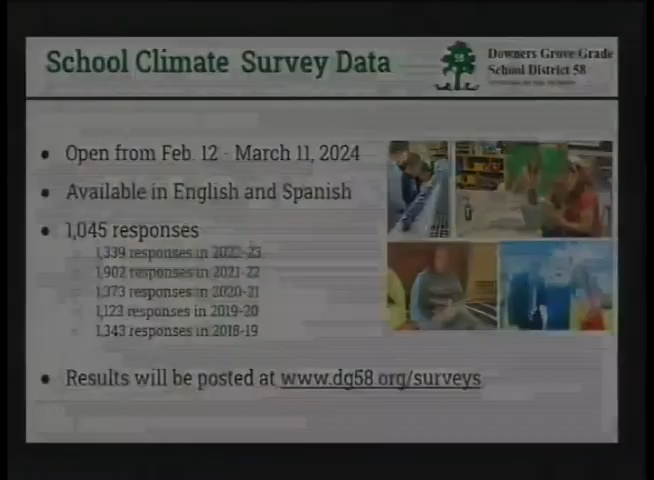 School Climate Survey Data
Downers Grove Grade
School District 58
58
• Open from Feb. 12 - March 11, 2024
• Available in English and Spanish
• 1,045 responses
1,339 responses in 2022-23
1,902 responses in 2021-22
1,373 responses in 2020-21
1,123 responses in 2019-20
1,343 responses in 2018-19
• Results will be posted at www.dg58.org/surveys